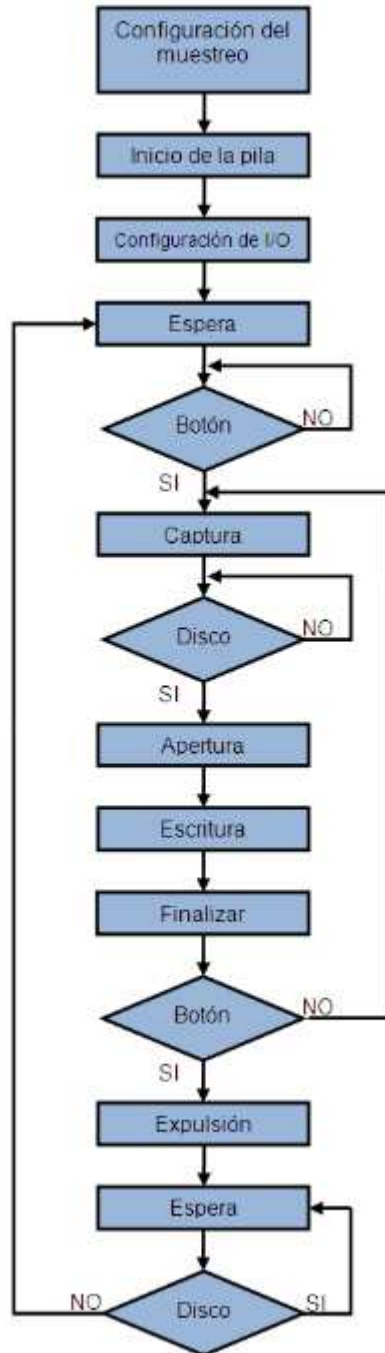 Configuración del
muestreo
Inicio de la pila
Configuración de I/O
Espera
Botón
NO
SI
Captura
Disco
NO
SI
Apertura
Escritura
Finalizar
Botón
NO
SI
Expulsión
Espera
NO
Disco
SI